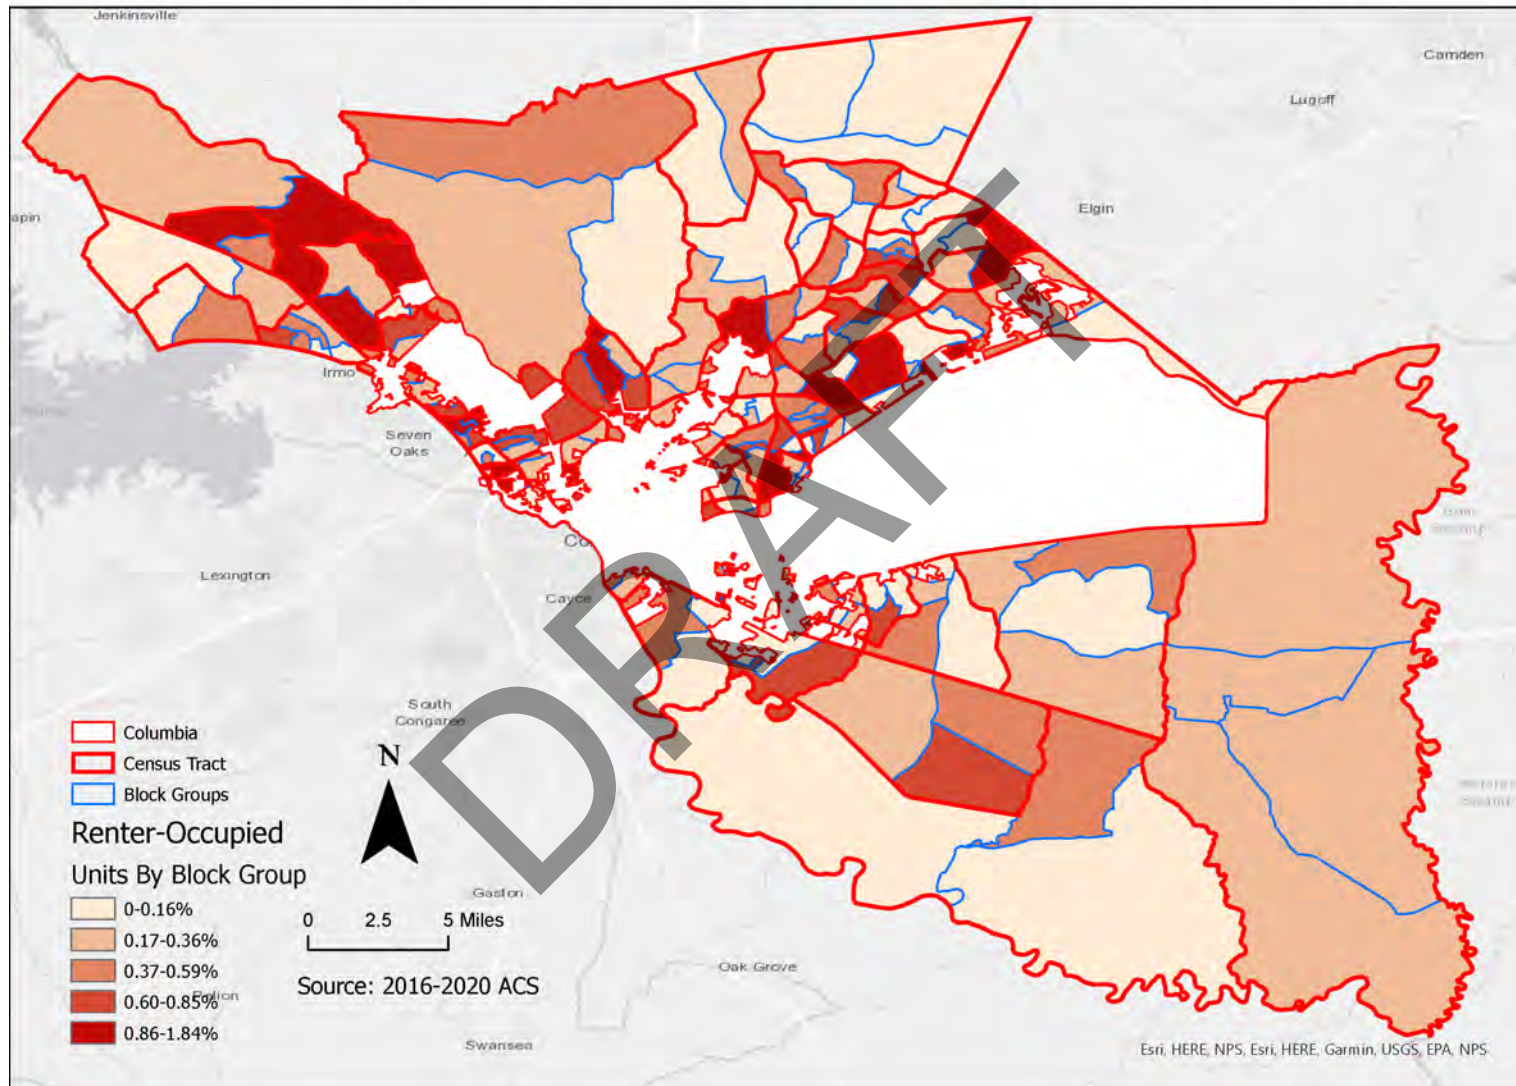 Jenkinsville
Camden
Lugoff
Elgin
apin
Irmo
Seven
Oaks
Lexington
Co
Cayce
South
Congaree
Gaston
Oak Grove
Swansea
DRAFT
Columbia
Census Tract
Block Groups
Renter-Occupied
Units By Block Group
0-0.16%
0.17-0.36%
0.37-0.59%
0.60-0.85%
0.86-1.84%
N
0 2.5 5 Miles
Source: 2016-2020 ACS
Esri, HERE, NPS, Esri, HERE, Garmin, USGS, EPA, NPS